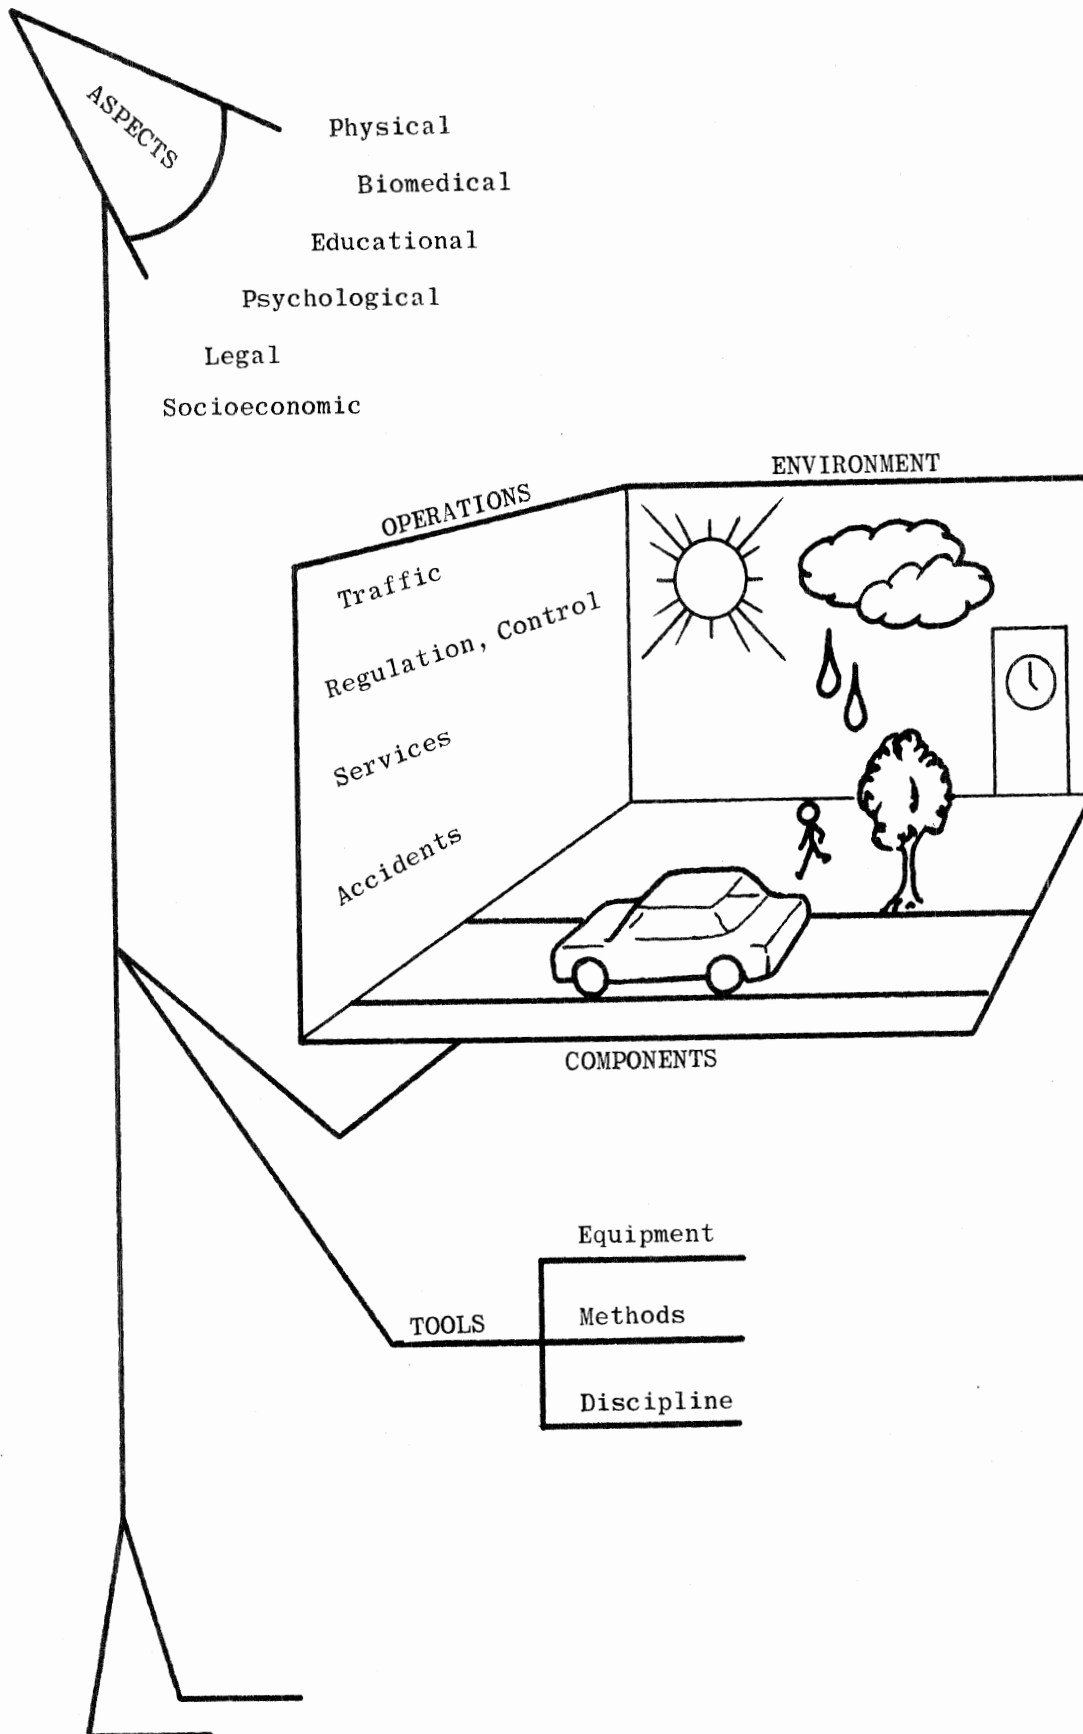 ASPECTS
Physical
Biomedical
Educational
Psychological
Legal
Socioeconomic
ENVIRONMENT
OPERATIONS
Traffic
Regulation, Control
Services
Accidents
COMPONENTS
Equipment
TOOLS
Methods
Discipline